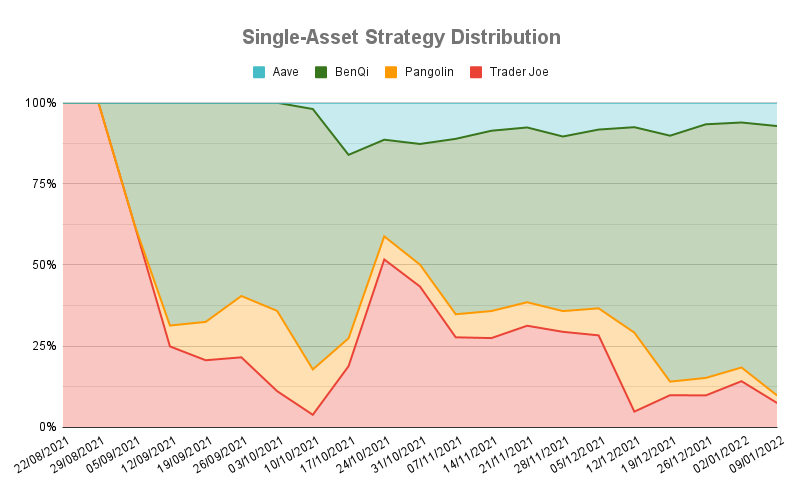 Single-Asset Strategy Distribution
Aave BenQi Pangolin Trader Joe
100%
75%
50%
25%
0%
22/08/2021 29/08/2021 05/09/2021 12/09/2021 19/09/2021 26/09/2021 03/10/2021 10/10/2021 17/10/2021 24/10/2021 31/10/2021 07/11/2021 14/11/2021 21/11/2021 28/11/2021 05/12/2021 12/12/2021 19/12/2021 26/12/2021 02/01/2022 09/01/2022